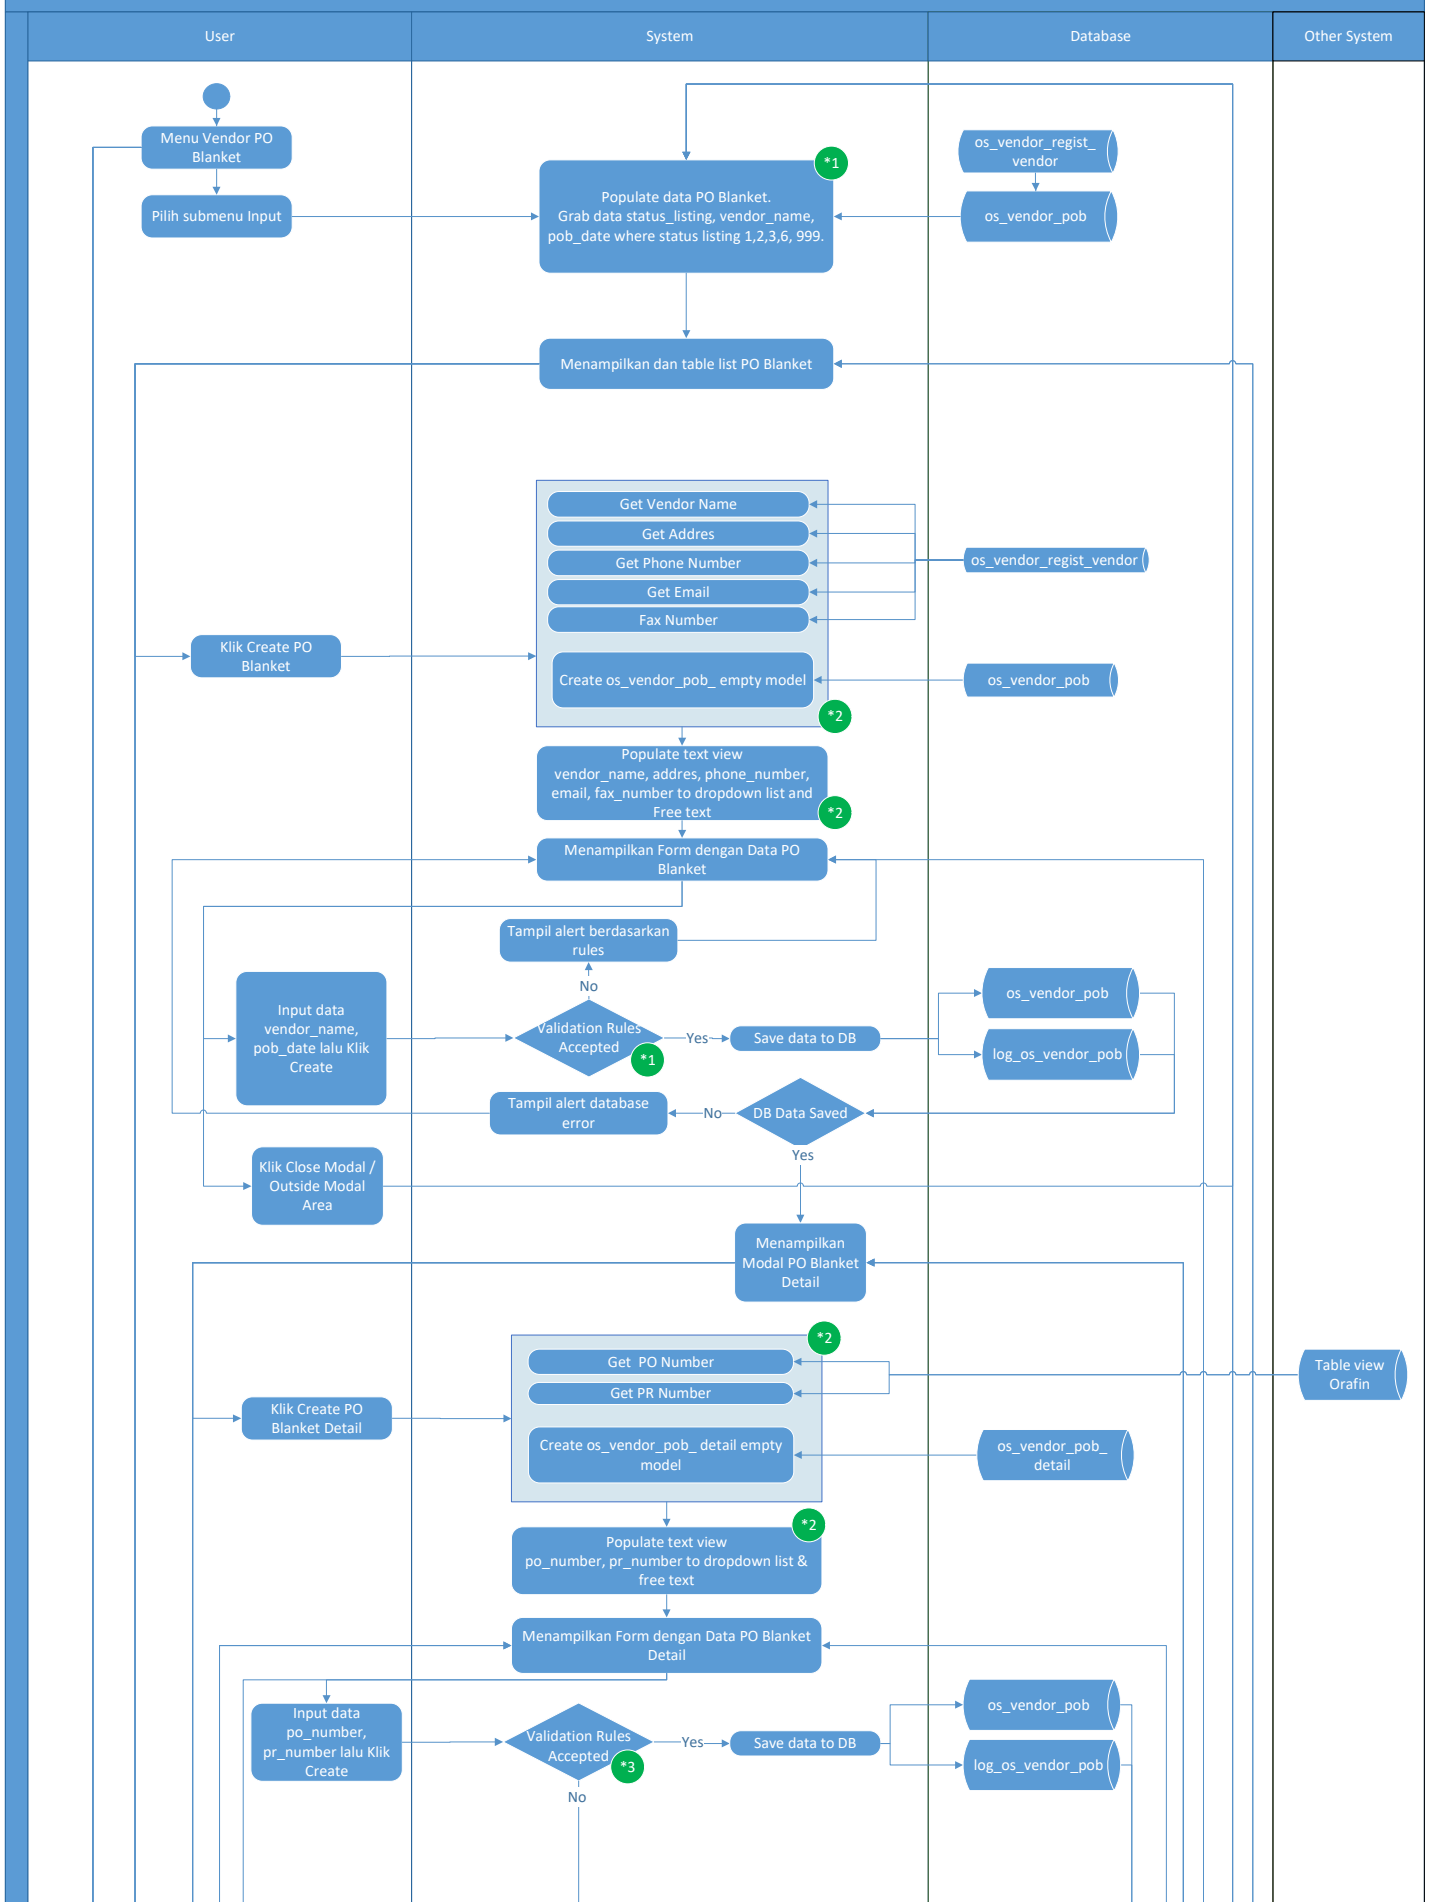 User
System
Database
Other System
Menu Vendor PO
Blanket
Pilih submenu Input
*1
Populate data PO Blanket.
Grab data status_listing, vendor_name,
pob_date where status listing 1,2,3,6, 999.
os_vendor_regist_
vendor
os_vendor_pob
Menampilkan dan table list PO Blanket
Get Vendor Name
Get Addres
Get Phone Number
Get Email
Fax Number
os_vendor_regist_vendor
Klik Create PO
Blanket
Create os_vendor_pob_ empty model
os_vendor_pob
*2
Populate text view
vendor_name, addres, phone_number,
email, fax_number to dropdown list and
Free text
*2
Menampilkan Form dengan Data PO
Blanket
Tampil alert berdasarkan
rules
No
Input data
vendor_name,
pob_date lalu Klik
Create
Validation Rules
Accepted
*1
Yes
Save data to DB
os_vendor_pob
log_os_vendor_pob
Tampil alert database
error
No
DB Data Saved
Yes
Klik Close Modal /
Outside Modal
Area
Menampilkan
Modal PO Blanket
Detail
*2
Get  PO Number
Get PR Number
Table view
Orafin
Klik Create PO
Blanket Detail
Create os_vendor_pob_ detail empty
model
os_vendor_pob_
detail
*2
Populate text view
po_number, pr_number to dropdown list &
free text
Menampilkan Form dengan Data PO Blanket
Detail
Input data
po_number,
pr_number lalu Klik
Create
Validation Rules
Accepted
*3
Yes
Save data to DB
os_vendor_pob
log_os_vendor_pob
No